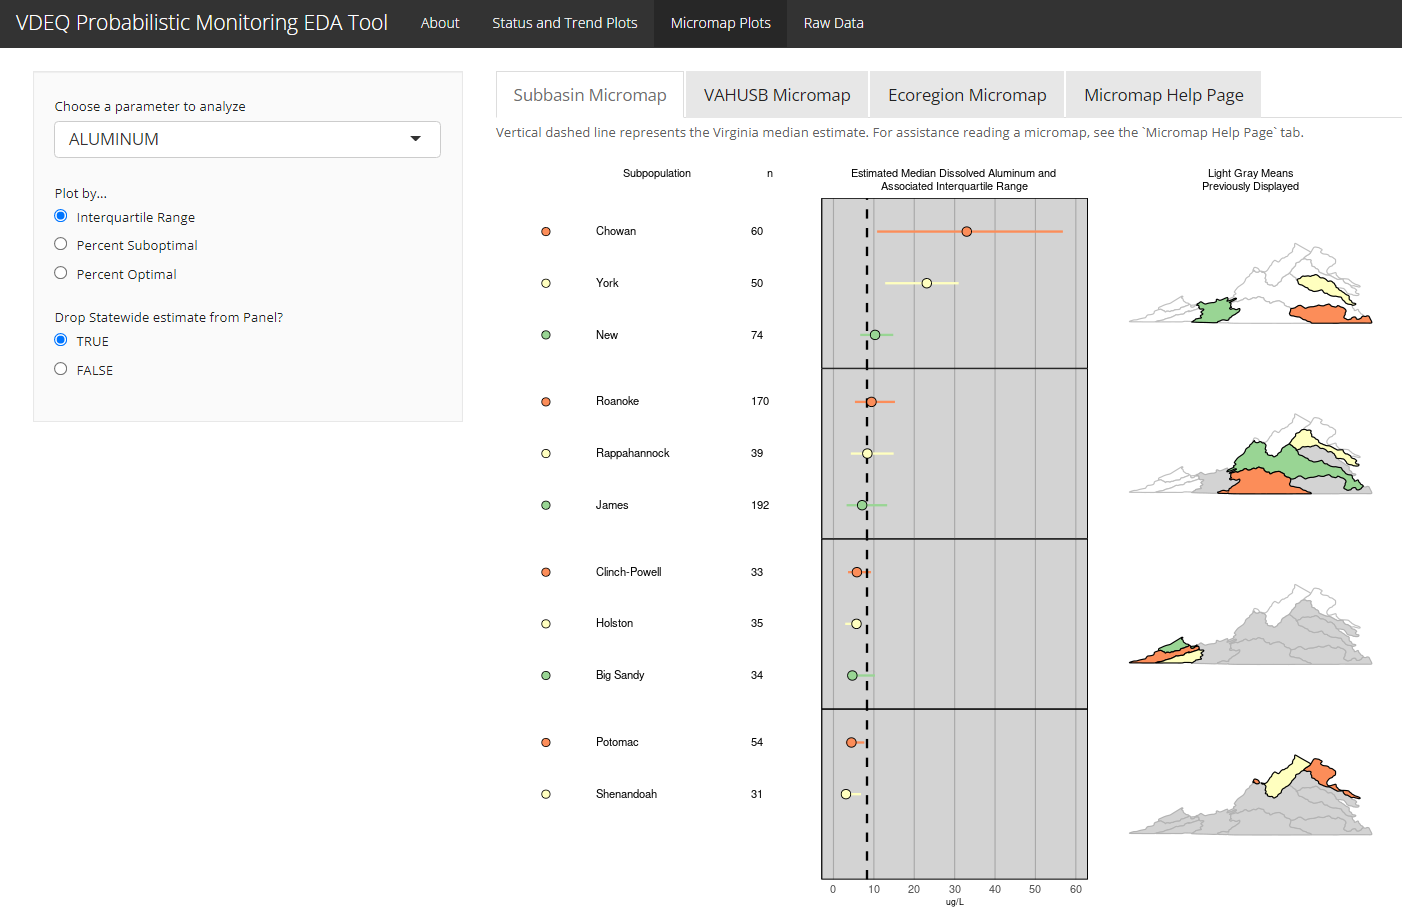 VDEQ Probabilistic Monitoring EDA Tool About Status and Trend Plots Micromap Plots Raw Data
Choose a parameter to analyze
ALUMINUM
Plot by...
Interquartile Range
Percent Suboptimal
Percent Optimal
Drop Statewide estimate from Panel?
TRUE
FALSE
Subbasin Micromap VAHUSB Micromap Ecoregion Micromap Micromap Help Page
Vertical dashed line represents the Virginia median estimate. For assistance reading a micromap, see the `Micromap Help Page` tab.
Subpopulation n
Estimated Median Dissolved Aluminum and
Associated Interquartile Range
Light Gray Means
Previously Displayed
Chowan 60
York 50
New 74
Roanoke 170
Rappahannock 39
James 192
Clinch-Powell 33
Holston 35
Big Sandy 34
Potomac 54
Shenandoah 31
0 10 20 30 40 50 60
ug/L